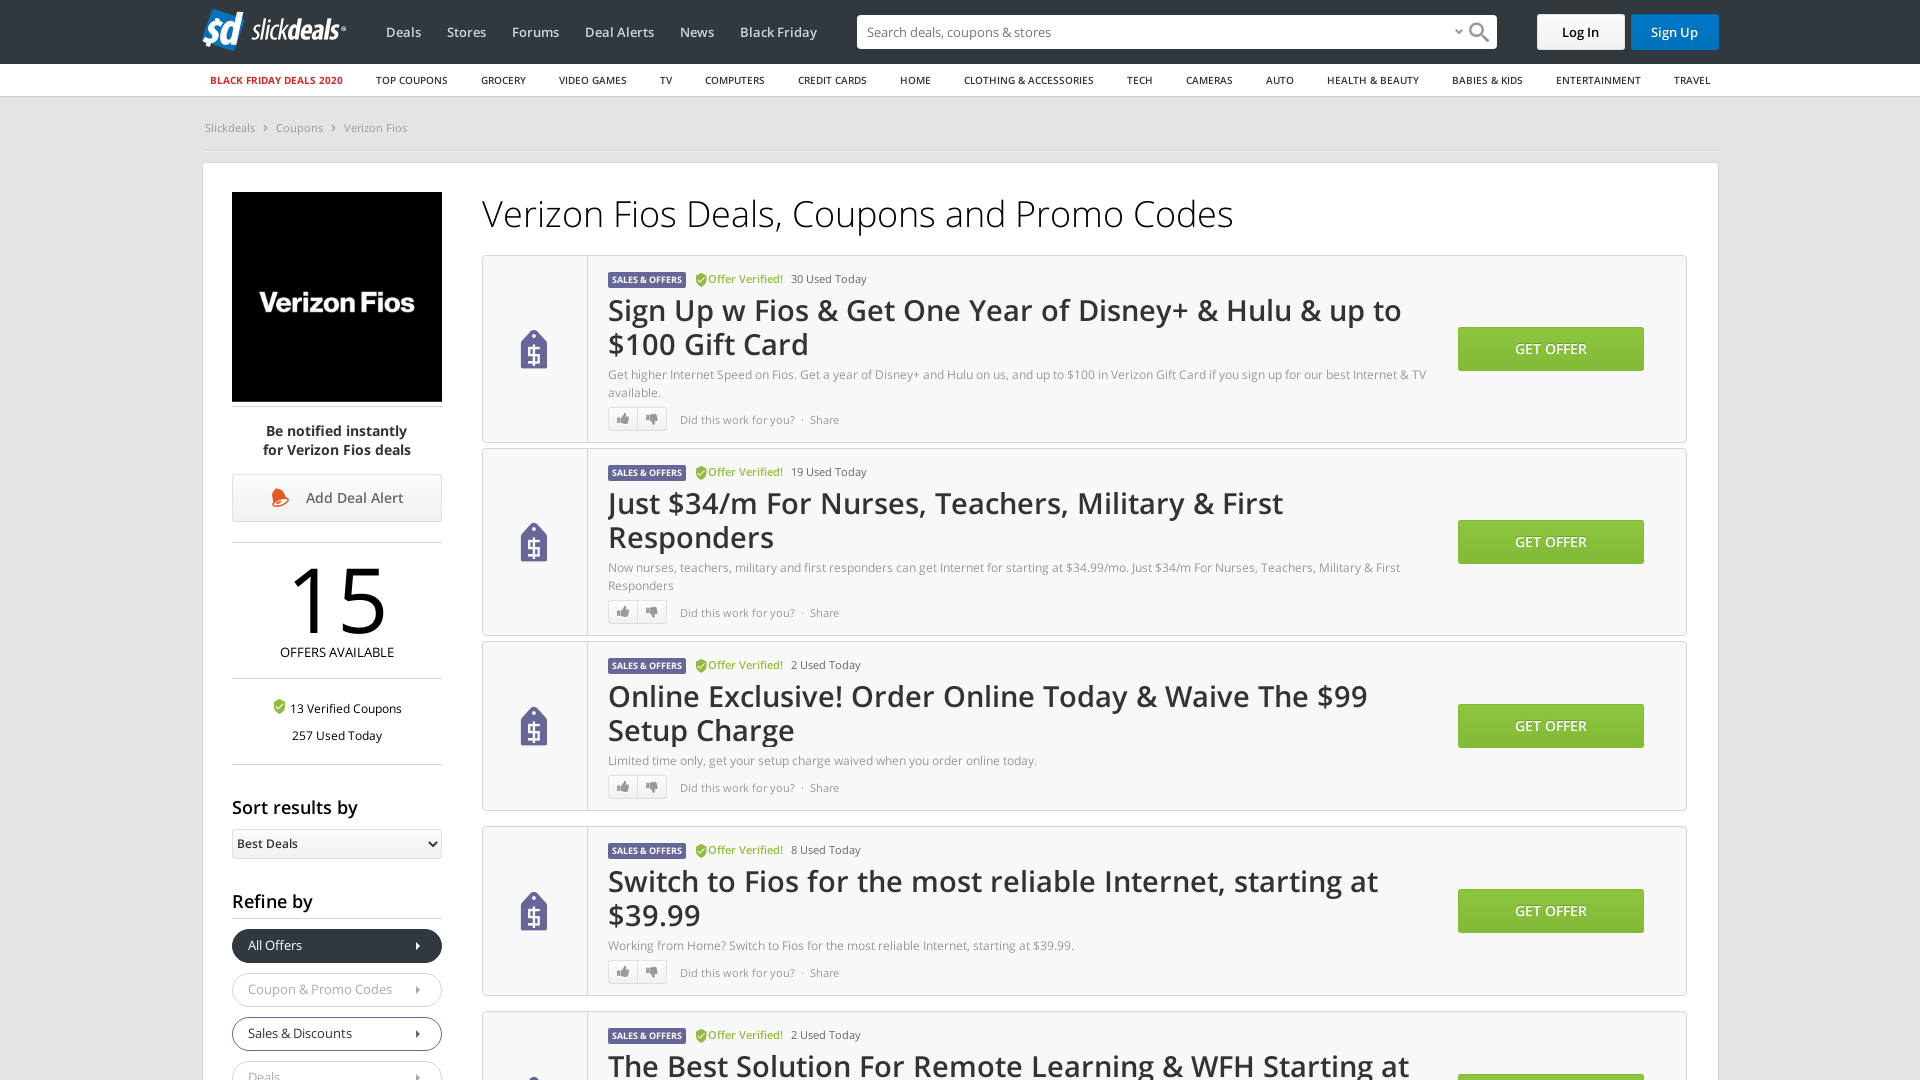 sd slickdeals
Deals Stores Forums Deal Alerts News Black Friday
Search deals, coupons & stores
Log In Sign Up
BLACK FRIDAY DEALS 2020 TOP COUPONS GROCERY VIDEO GAMES TV COMPUTERS CREDIT CARDS HOME CLOTHING & ACCESSORIES TECH CAMERAS AUTO HEALTH & BEAUTY BABIES & KIDS ENTERTAINMENT TRAVEL
Slickdeals > Coupons > Verizon Fios
Verizon Fios
Be notified instantly
for Verizon Fios deals
Add Deal Alert
15
OFFERS AVAILABLE
13 Verified Coupons
257 Used Today
Sort results by
Best Deals
Refine by
All Offers
Coupon & Promo Codes
Sales & Discounts
Deals
Verizon Fios Deals, Coupons and Promo Codes
SALES & OFFERS Offer Verified! 30 Used Today
Sign Up w Fios & Get One Year of Disney+ & Hulu & up to
$100 Gift Card
Get higher Internet Speed on Fios. Get a year of Disney+ and Hulu on us, and up to $100 in Verizon Gift Card if you sign up for our best Internet & TV
available.
Did this work for you? · Share
GET OFFER
SALES & OFFERS Offer Verified! 19 Used Today
Just $34/m For Nurses, Teachers, Military & First
Responders
Now nurses, teachers, military and first responders can get Internet for starting at $34.99/mo. Just $34/m For Nurses, Teachers, Military & First
Responders
Did this work for you? · Share
GET OFFER
SALES & OFFERS Offer Verified! 2 Used Today
Online Exclusive! Order Online Today & Waive The $99
Setup Charge
Limited time only, get your setup charge waived when you order online today.
Did this work for you? · Share
GET OFFER
SALES & OFFERS Offer Verified! 8 Used Today
Switch to Fios for the most reliable Internet, starting at
$39.99
Working from Home? Switch to Fios for the most reliable Internet, starting at $39.99.
Did this work for you? · Share
GET OFFER
SALES & OFFERS Offer Verified! 2 Used Today
The Best Solution For Remote Learning & WFH Starting at